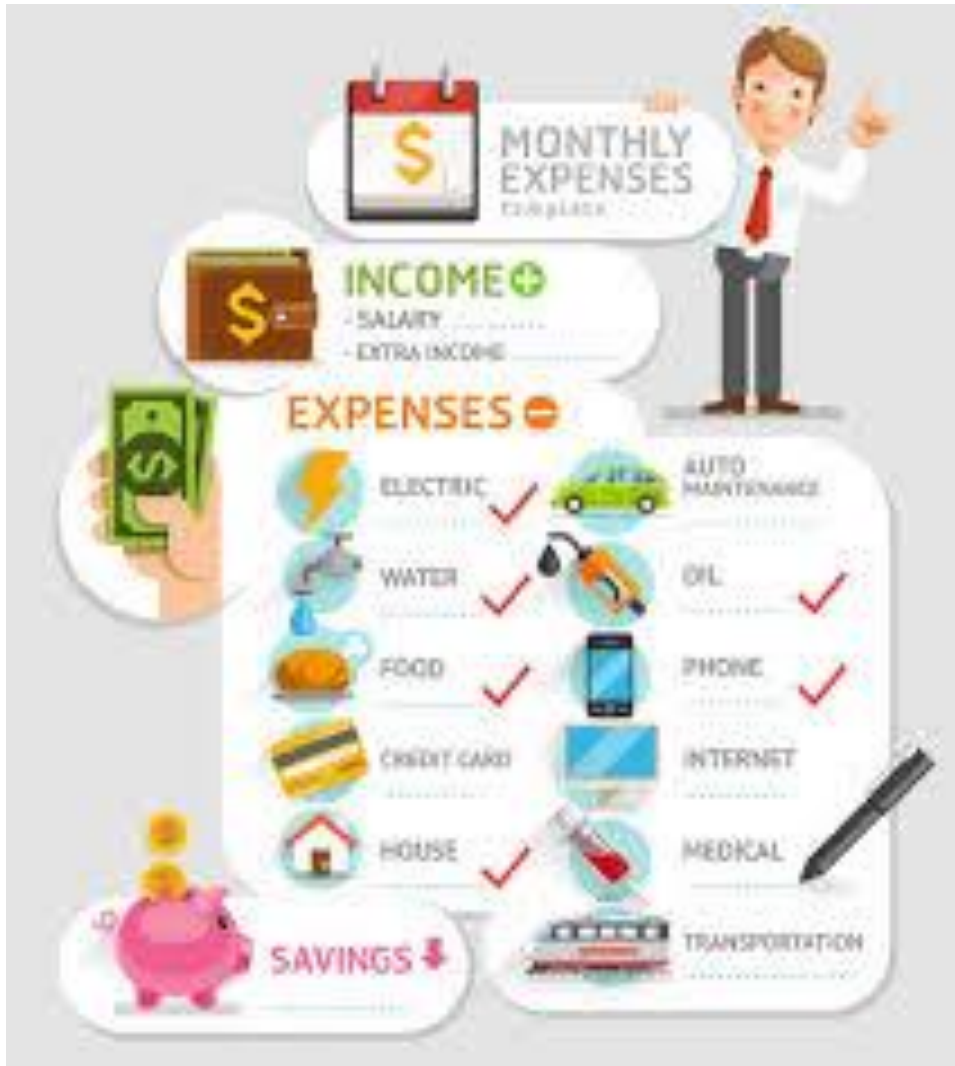 $
MONTHLY
EXPENSES
template
$
INCOME +
- SALARY
- EXTRA INCOME
EXPENSES -
$
ELECTRIC
WATER
FOOD
CREDIT CARD
HOUSE
AUTO
MAINTENANCE
OIL
PHONE
INTERNET
MEDICAL
TRANSPORTATION
SAVINGS